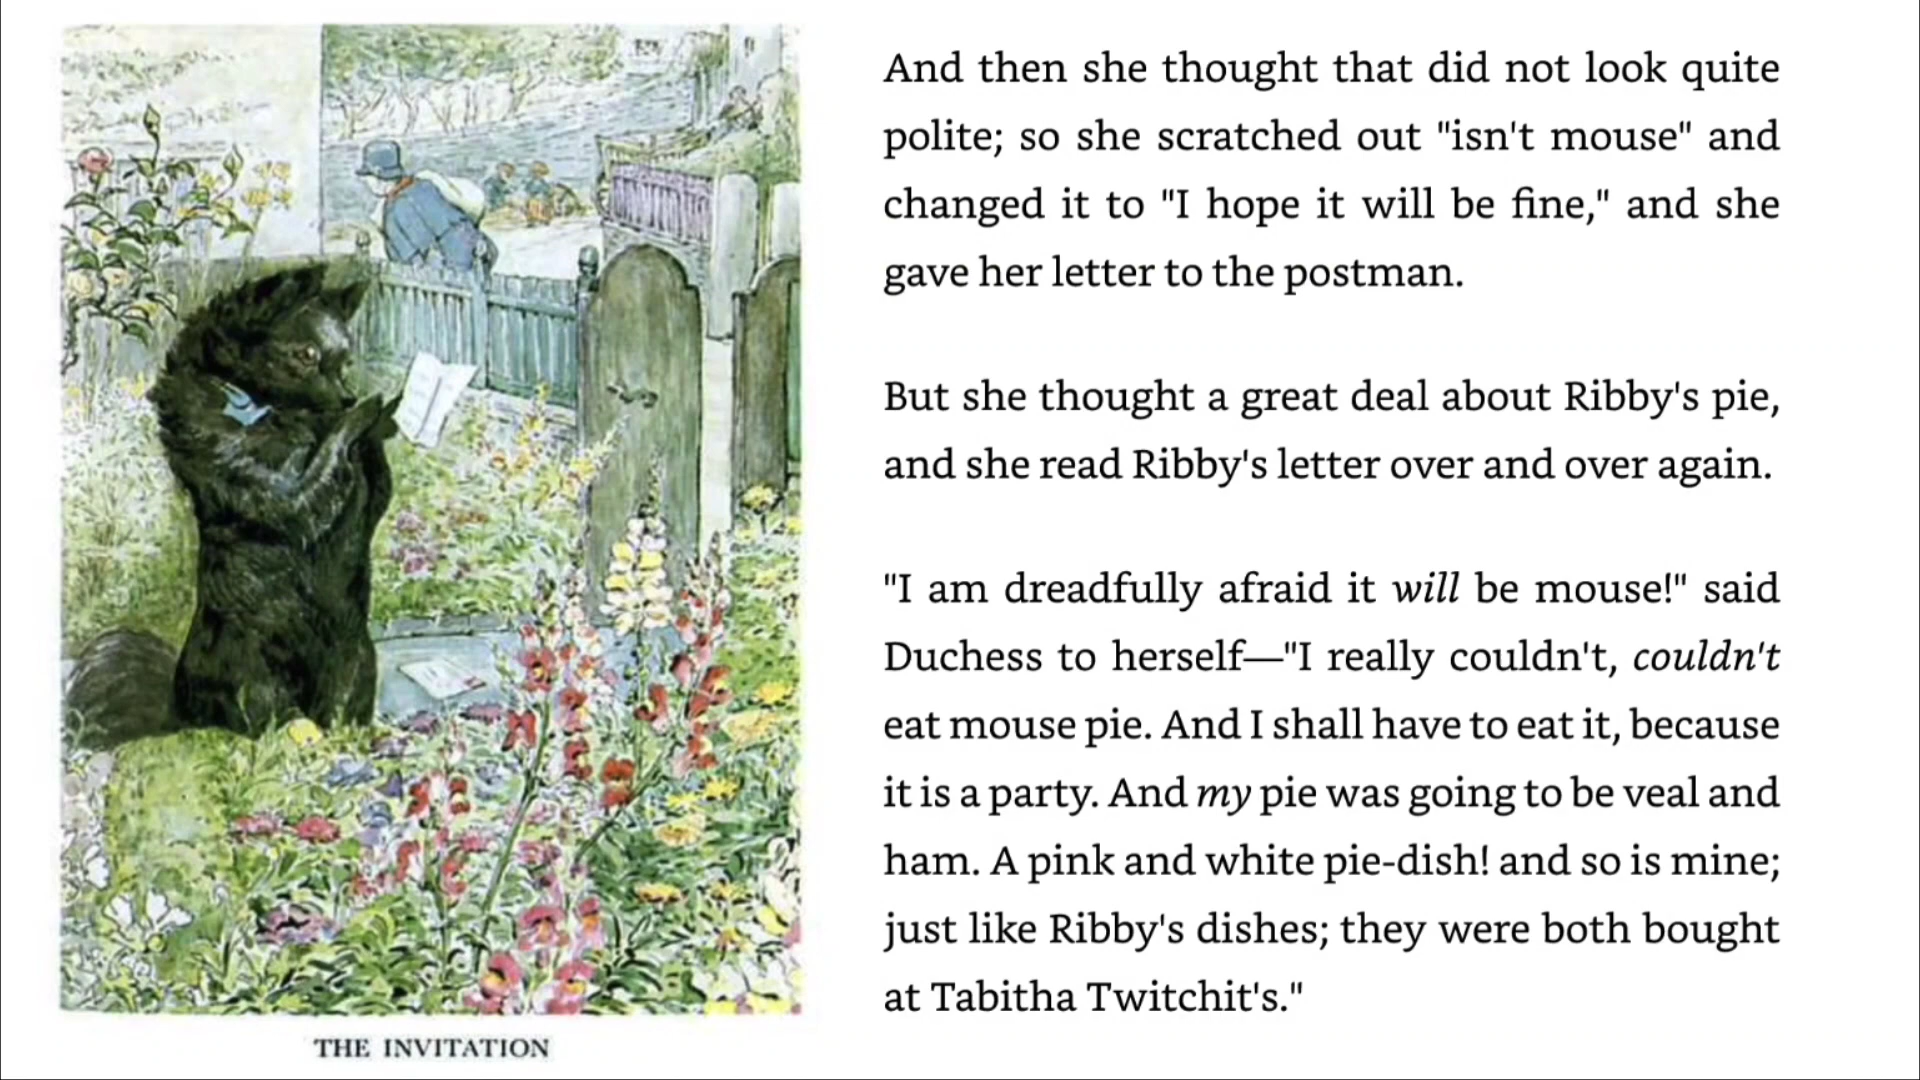 And then she thought that did not look quite
polite; so she scratched out "isn't mouse" and
changed it to "I hope it will be fine," and she
gave her letter to the postman.
But she thought a great deal about Ribby's pie,
and she read Ribby's letter over and over again.
"I am dreadfully afraid it will be mouse!" said
Duchess to herself—"I really couldn't, couldn't
eat mouse pie. And I shall have to eat it, because
it is a party. And my pie was going to be veal and
ham. A pink and white pie-dish! and so is mine;
just like Ribby's dishes; they were both bought
at Tabitha Twitchit's."
THE INVITATION